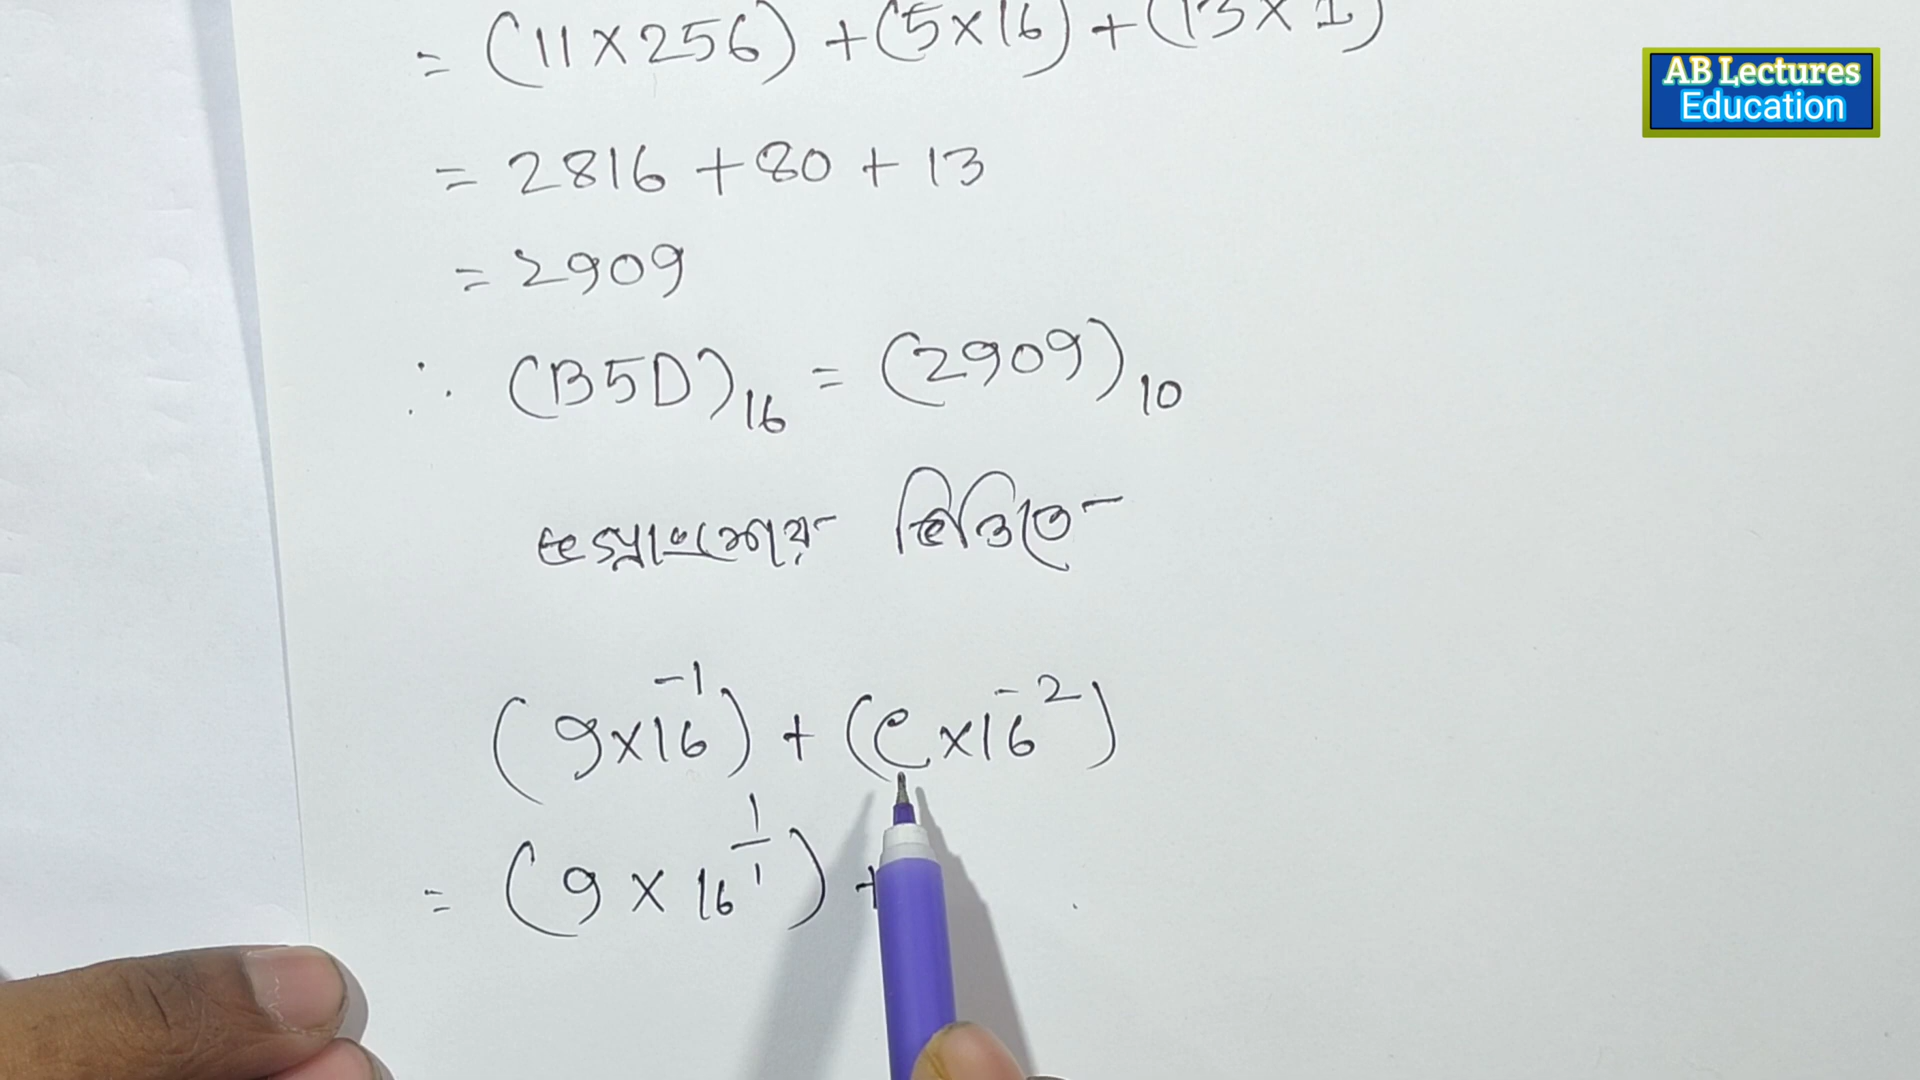 = (11×256) + (5×16) + (13×1)
AB Lectures
Education
= 2816 + 80 + 13
= 2909
∴ (B5D)₁₆ = (2909)₁₀
ভগ্নাংশের ভিত্তিতে
(9×16⁻¹) + (e×16⁻²)
= (9 × 16^1/1) +